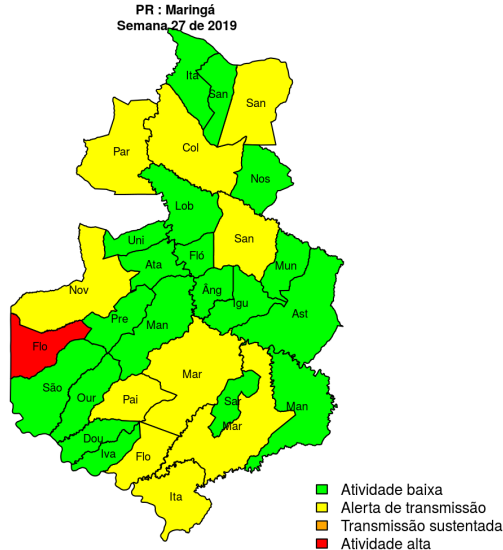 PR : Maringá
Semana 27 de 2019
Itá
San
San
Par
Col
Nos
Lob
San
Uni
Fló
Ata
Mun
Nov
Âng
Igu
Ast
Pre
Man
Flo
Mar
São
Our
Pai
Sar
Man
Mar
Dou
Iva
Flo
Ita
Atividade baixa
Alerta de transmissão
Transmissão sustentada
Atividade alta